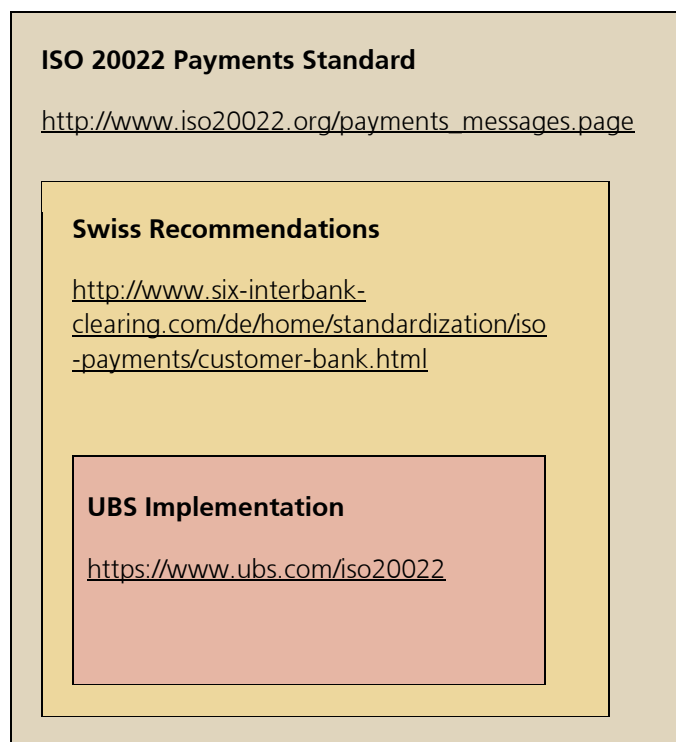 ISO 20022 Payments Standard
http://www.iso20022.org/payments_messages.page
Swiss Recommendations
http://www.six-interbank-
clearing.com/de/home/standardization/iso
-payments/customer-bank.html
UBS Implementation
https://www.ubs.com/iso20022